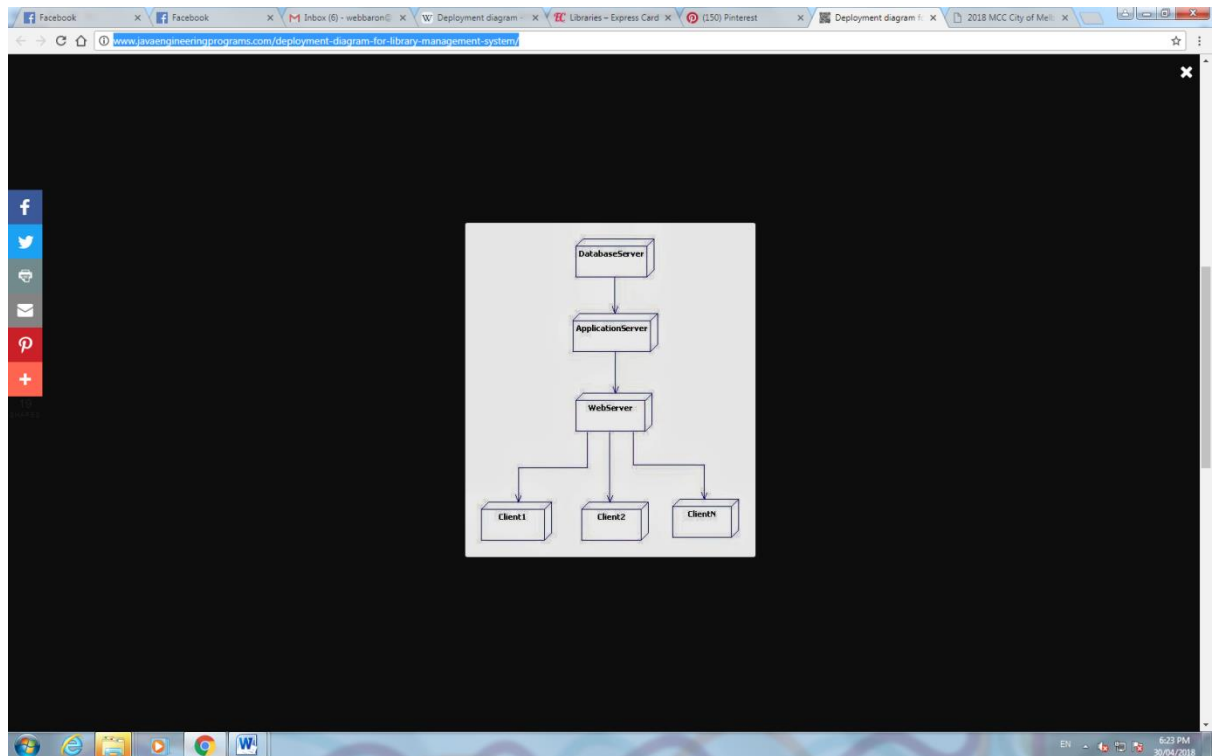 Facebook
Facebook
Inbox (6) - webbaron
Deployment diagram -
Libraries – Express Card
(150) Pinterest
Deployment diagram f
2018 MCC City of Melb
www.javaengineeringprograms.com/deployment-diagram-for-library-management-system/
DatabaseServer
ApplicationServer
WebServer
Client1
Client2
ClientN
EN
6:23 PM
30/04/2018